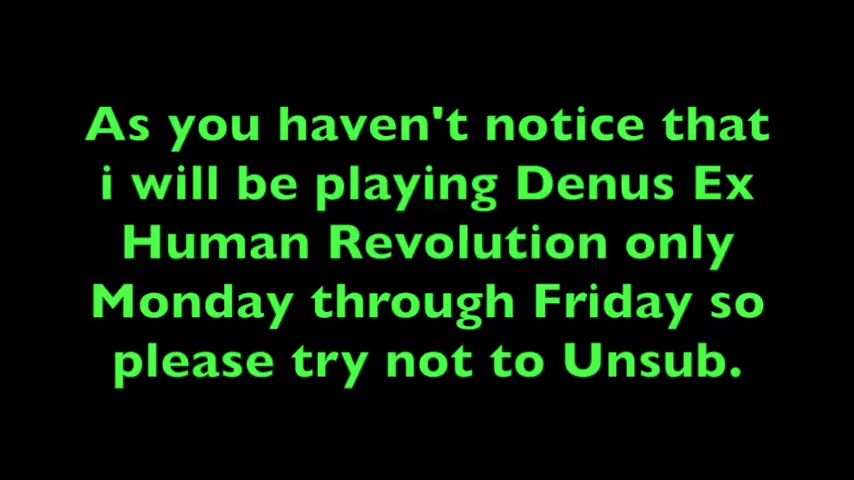 As you haven't notice that
i will be playing Denus Ex
Human Revolution only
Monday through Friday so
please try not to Unsub.